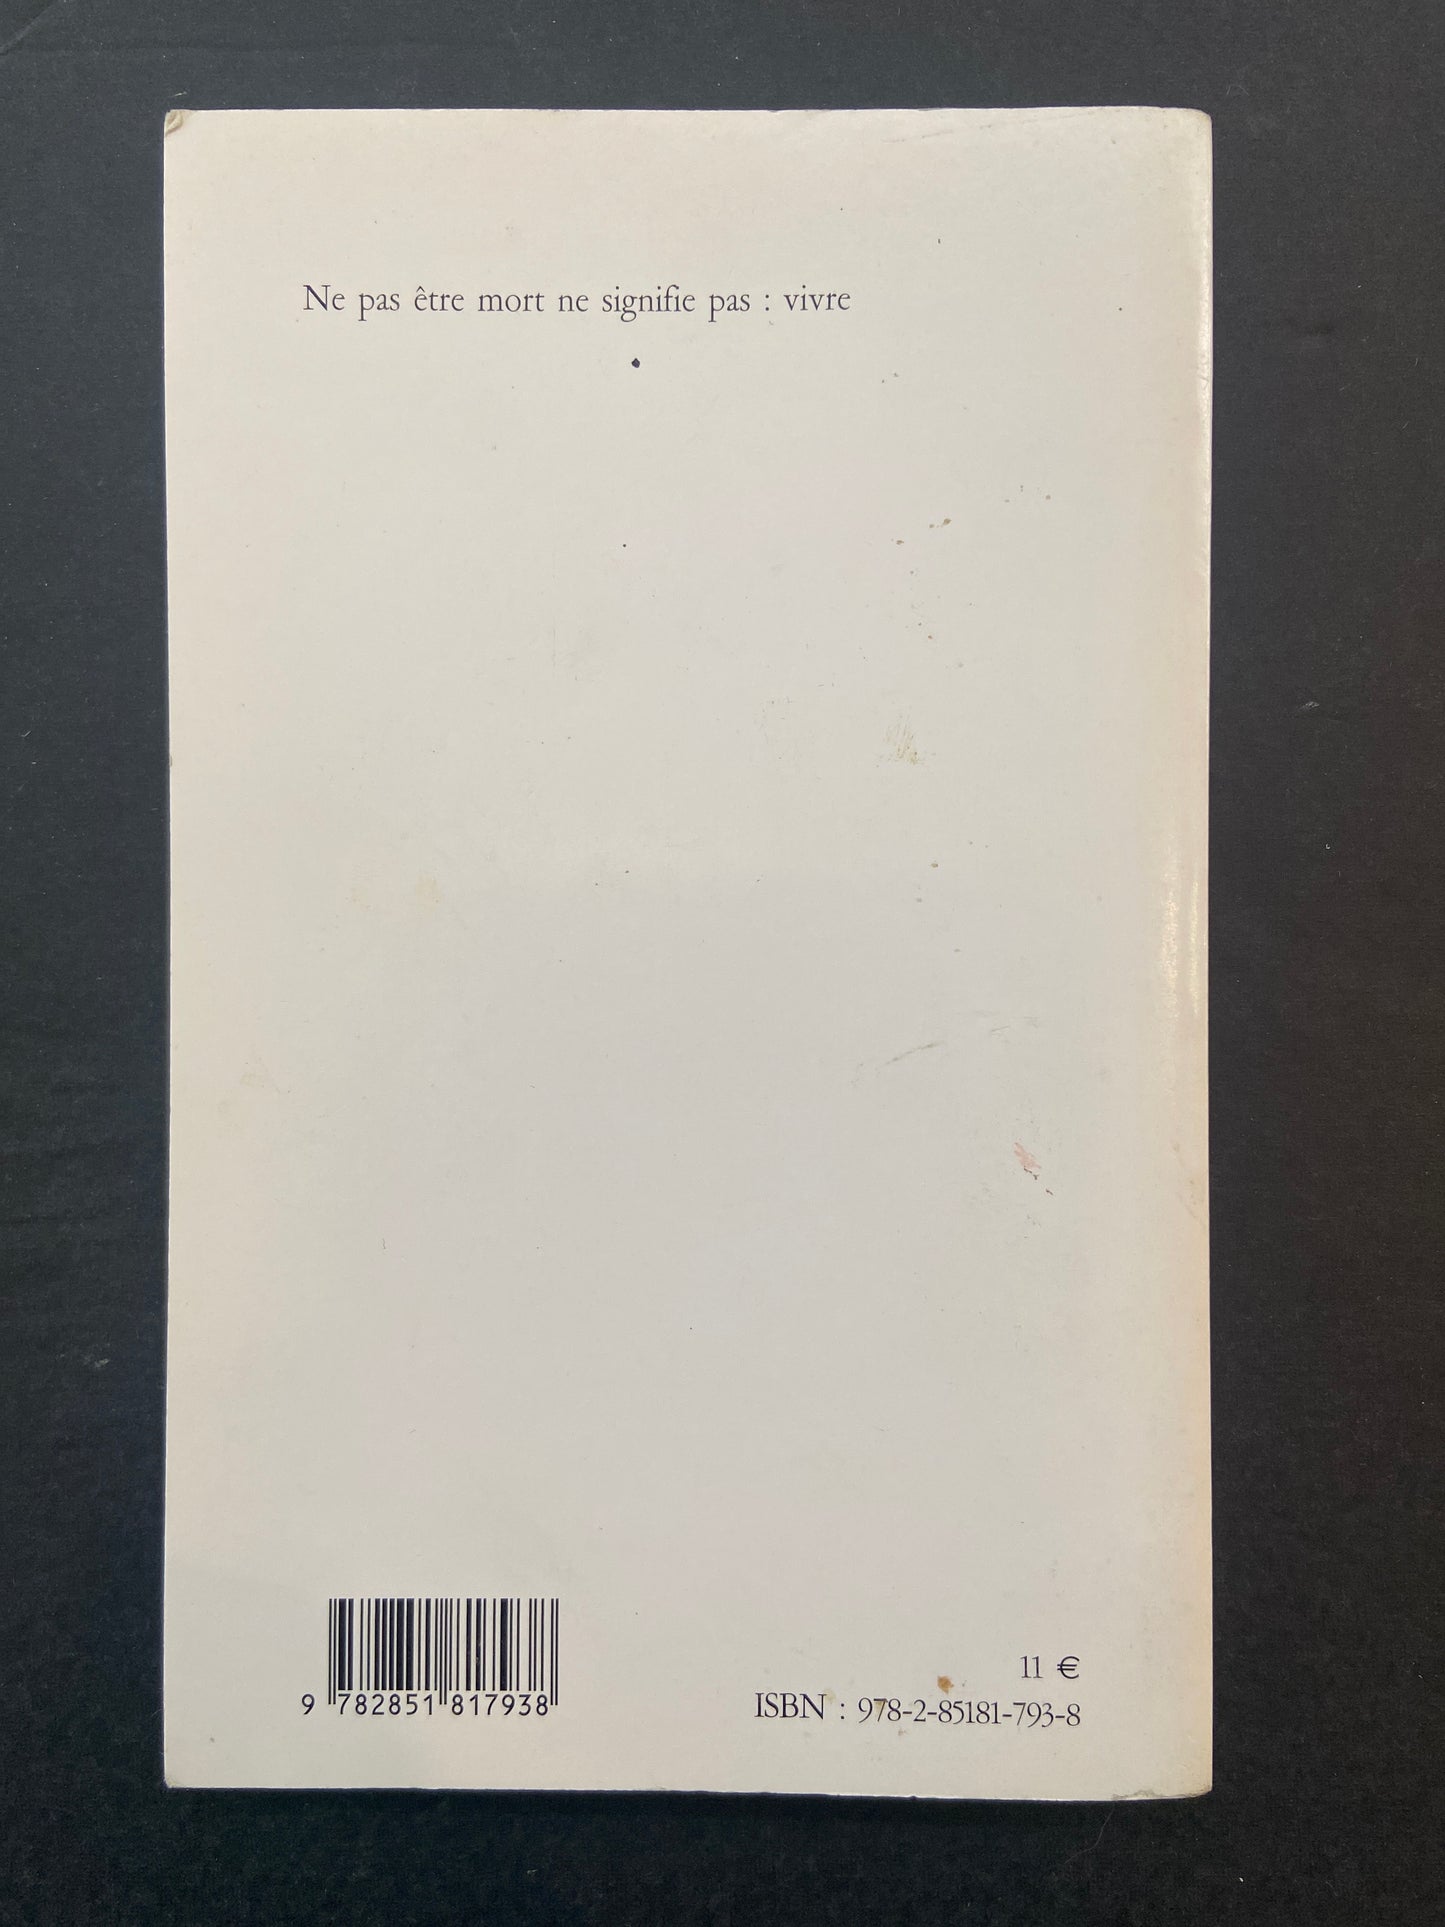 Ne pas être mort ne signifie pas : vivre
9 782851 817938
11 €
ISBN : 978-2-85181-793-8